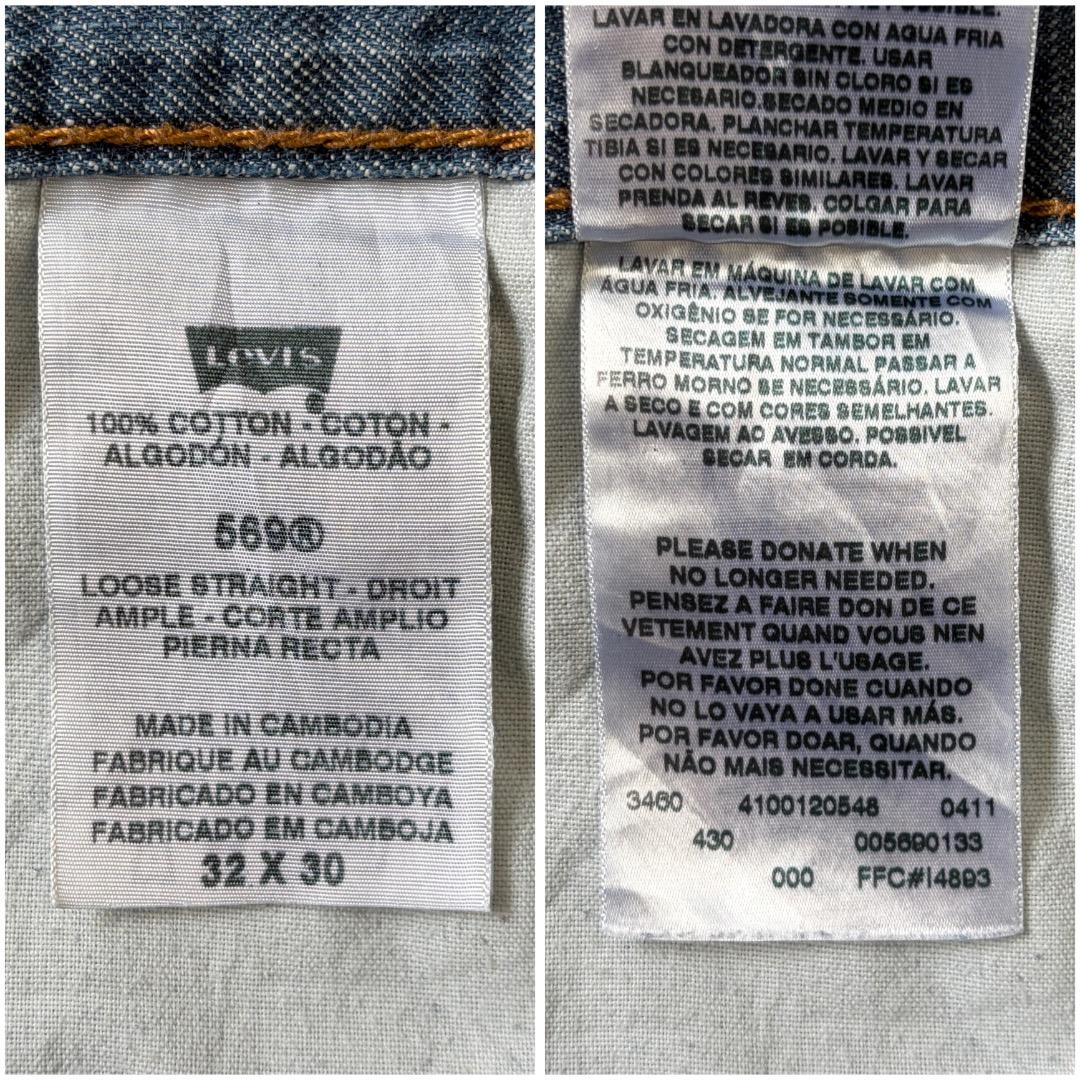 LEVI'S
®
100% COTTON - COTON -
ALGODÓN - ALGODÃO
569®
LOOSE STRAIGHT - DROIT
AMPLE - CORTE AMPLIO
PIERNA RECTA
MADE IN CAMBODIA
FABRIQUE AU CAMBODGE
FABRICADO EN CAMBOYA
FABRICADO EM CAMBOJA
32 X 30
POSSIBLE.
LAVAR EN LAVADORA CON AGUA FRIA
CON DETERGENTE. USAR
BLANQUEADOR SIN CLORO SI ES
NECESARIO.SECADO MEDIO EN
SECADORA. PLANCHAR TEMPERATURA
TIBIA SI ES NECESARIO. LAVAR Y SECAR
CON COLORES SIMILARES. LAVAR
PRENDA AL REVES. COLGAR PARA
SECAR SI ES POSIBLE.
LAVAR EM MÁQUINA DE LAVAR COM
AGUA FRIA. ALVEJANTE SOMENTE COM
OXIGÊNIO SE FOR NECESSÁRIO.
SECAGEM EM TAMBOR EM
TEMPERATURA NORMAL PASSAR A
FERRO MORNO SE NECESSÁRIO. LAVAR
A SECO E COM CORES SEMELHANTES.
LAVAGEM AO AVESSO. POSSIVEL
SECAR EM CORDA.
PLEASE DONATE WHEN
NO LONGER NEEDED.
PENSEZ A FAIRE DON DE CE
VETEMENT QUAND VOUS NEN
AVEZ PLUS L'USAGE.
POR FAVOR DONE CUANDO
NO LO VAYA A USAR MÁS.
POR FAVOR DOAR, QUANDO
NÃO MAIS NECESSITAR.
3460 4100120548 0411
430 005690133
000 FFC#I4893